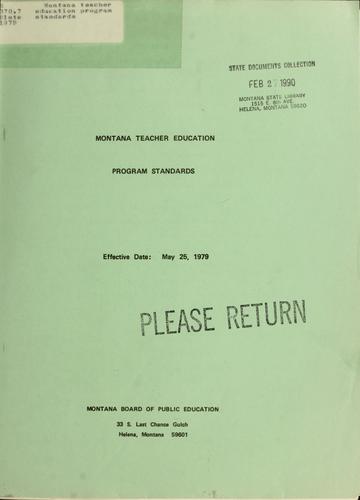 S Montana teacher
370.7 education program
E1ets standards
1979
STATE DOCUMENTS COLLECTION
FEB 2 1990
MONTANA STATE LIBRARY
1515 E. 6th AVE.
HELENA, MONTANA 59620
MONTANA TEACHER EDUCATION
PROGRAM STANDARDS
Effective Date: May 25, 1979
PLEASE RETURN
MONTANA BOARD OF PUBLIC EDUCATION
33 S. Last Chance Gulch
Helena, Montana 59601